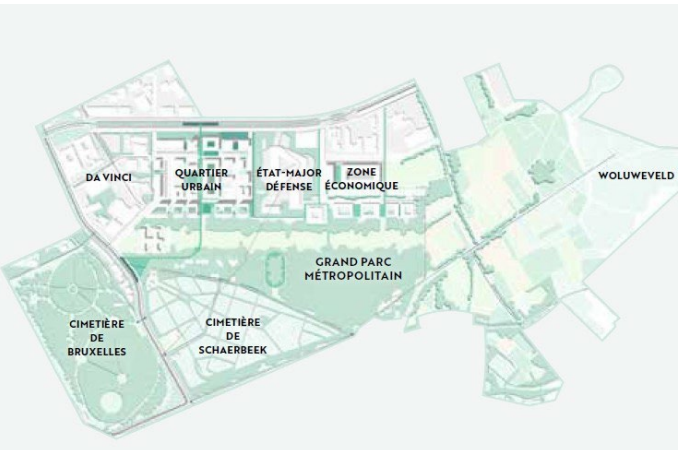 DA VINCI
QUARTIER
URBAIN
ÉTAT-MAJOR
DÉFENSE
ZONE
ÉCONOMIQUE
WOLUWEVELD
GRAND PARC
MÉTROPOLITAIN
CIMETIÈRE
DE
BRUXELLES
CIMETIÈRE
DE
SCHAERBEEK